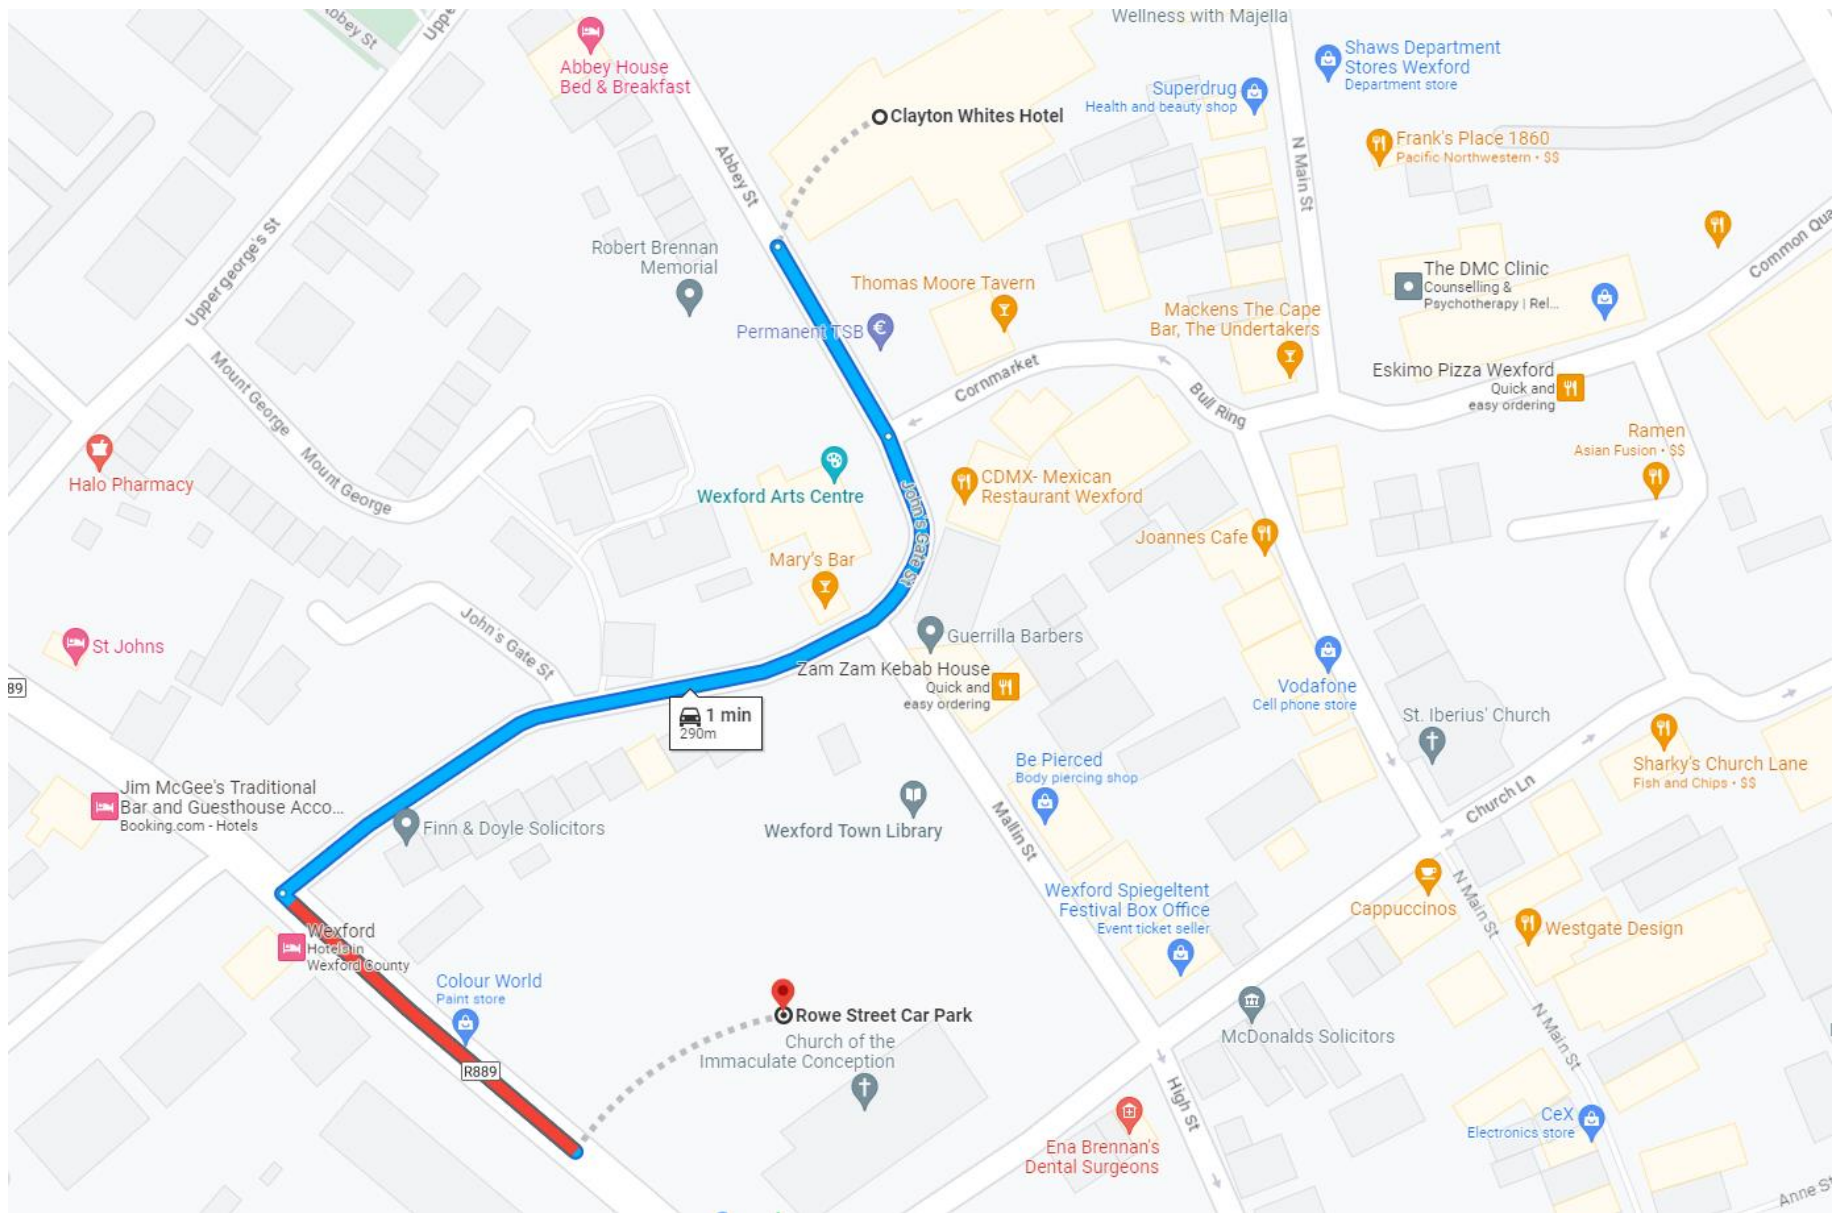 Abbey St
Uppe
Abbey House
Bed & Breakfast
Wellness with Majella
Shaws Department
Stores Wexford
Department store
Superdrug
Health and beauty shop
Clayton Whites Hotel
Frank's Place 1860
Pacific Northwestern • $$
Abbey St
N Main St
Upper george's St
Robert Brennan
Memorial
Common Qua
The DMC Clinic
Counselling &
Psychotherapy | Rel...
Thomas Moore Tavern
Permanent TSB
Mackens The Cape
Bar, The Undertakers
Cornmarket
Bull Ring
Eskimo Pizza Wexford
Quick and
easy ordering
Mount George
Mount George
Ramen
Asian Fusion • $$
Halo Pharmacy
Wexford Arts Centre
CDMX- Mexican
Restaurant Wexford
John's Gate St
Joannes Cafe
Mary's Bar
John's Gate St
St Johns
Guerrilla Barbers
Zam Zam Kebab House
Quick and
easy ordering
89
Vodafone
Cell phone store
1 min
290m
St. Iberius' Church
Sharky's Church Lane
Fish and Chips • $$
Be Pierced
Body piercing shop
Church Ln
Jim McGee's Traditional
Bar and Guesthouse Acco...
Booking.com - Hotels
Finn & Doyle Solicitors
Wexford Town Library
Mallin St
Wexford Spiegeltent
Festival Box Office
Event ticket seller
Cappuccinos
N Main St
Westgate Design
Wexford
Hotels in
Wexford County
Colour World
Paint store
Rowe Street Car Park
Church of the
Immaculate Conception
R889
McDonalds Solicitors
N Main St
High St
CeX
Electronics store
Ena Brennan's
Dental Surgeons
Anne St